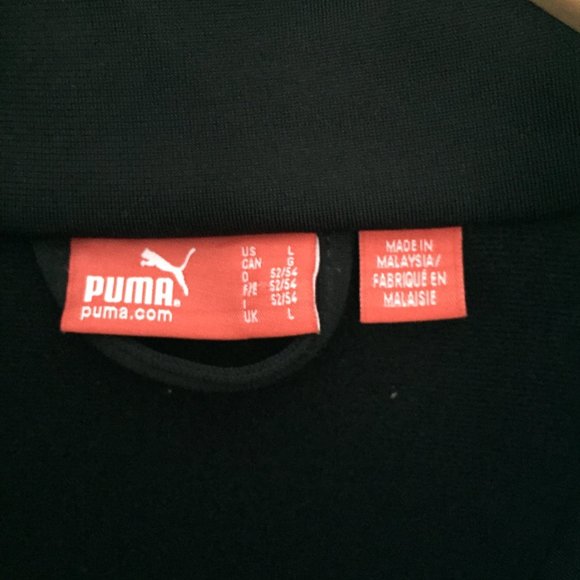 PUMA®
puma.com
US L
CAN G
D 52/54
F/E 52/54
I 52/54
UK L
MADE IN
MALAYSIA/
FABRIQUÉ EN
MALAISIE